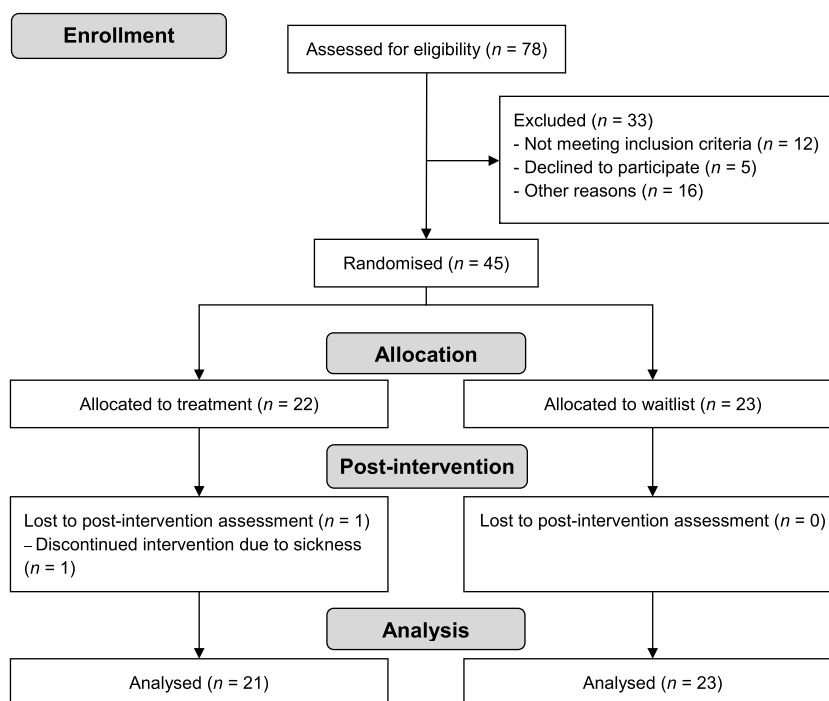 Enrollment
Assessed for eligibility (n = 78)
Excluded (n = 33)
- Not meeting inclusion criteria (n = 12)
- Declined to participate (n = 5)
- Other reasons (n = 16)
Randomised (n = 45)
Allocation
Allocated to treatment (n = 22)
Allocated to waitlist (n = 23)
Post-intervention
Lost to post-intervention assessment (n = 1)
– Discontinued intervention due to sickness
(n = 1)
Lost to post-intervention assessment (n = 0)
Analysis
Analysed (n = 21)
Analysed (n = 23)